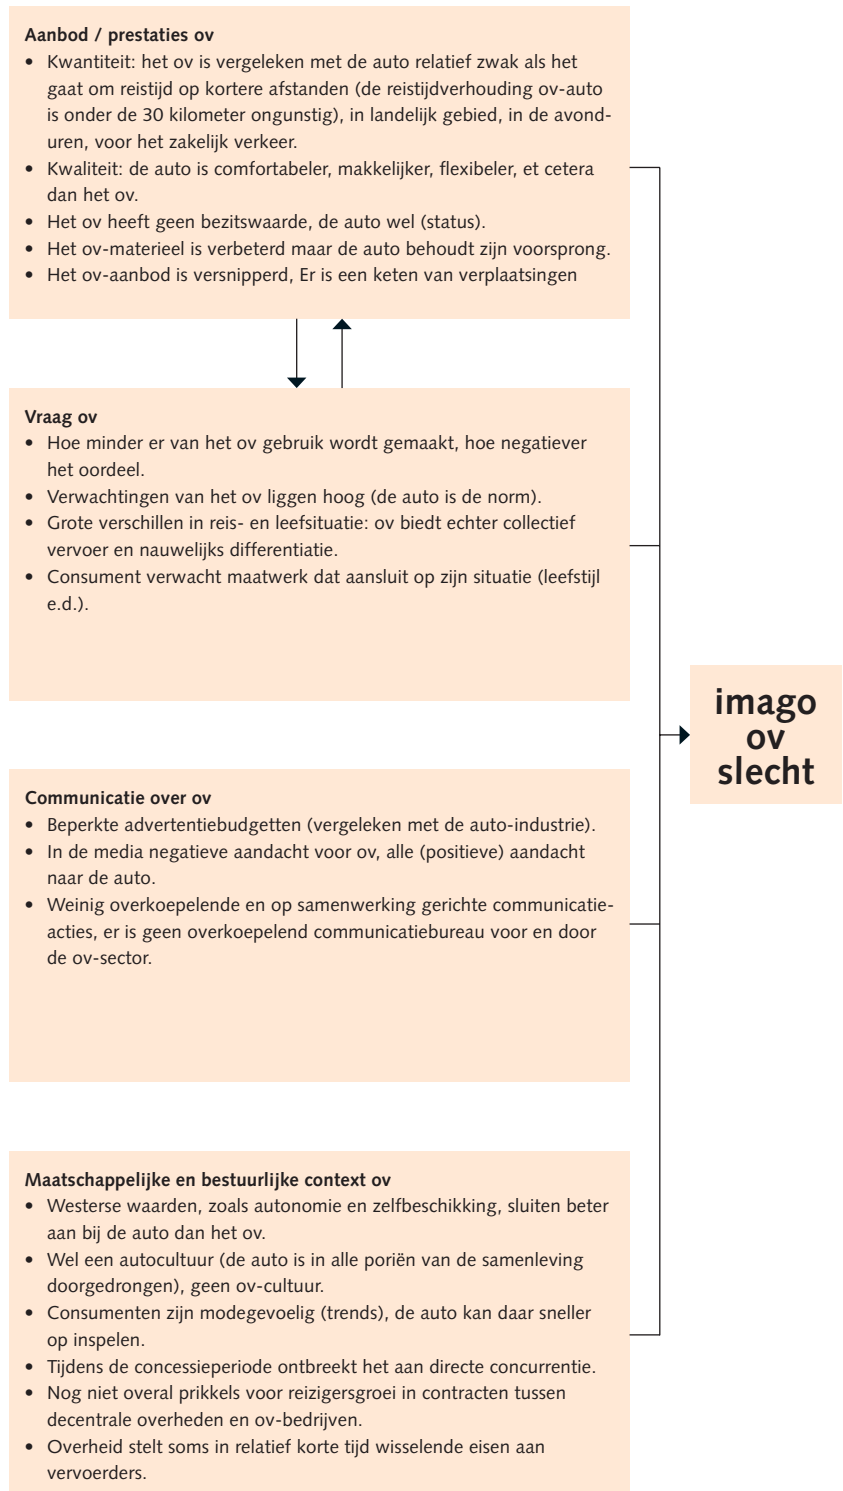 Aanbod / prestaties ov
• Kwantiteit: het ov is vergeleken met de auto relatief zwak als het
gaat om reistijd op kortere afstanden (de reistijdverhouding ov-auto
is onder de 30 kilometer ongunstig), in landelijk gebied, in de avond-
uren, voor het zakelijk verkeer.
• Kwaliteit: de auto is comfortabeler, makkelijker, flexibeler, et cetera
dan het ov.
• Het ov heeft geen bezitswaarde, de auto wel (status).
• Het ov-materieel is verbeterd maar de auto behoudt zijn voorsprong.
• Het ov-aanbod is versnipperd, Er is een keten van verplaatsingen
Vraag ov
• Hoe minder er van het ov gebruik wordt gemaakt, hoe negatiever
het oordeel.
• Verwachtingen van het ov liggen hoog (de auto is de norm).
• Grote verschillen in reis- en leefsituatie: ov biedt echter collectief
vervoer en nauwelijks differentiatie.
• Consument verwacht maatwerk dat aansluit op zijn situatie (leefstijl
e.d.).
Communicatie over ov
• Beperkte advertentiebudgetten (vergeleken met de auto-industrie).
• In de media negatieve aandacht voor ov, alle (positieve) aandacht
naar de auto.
• Weinig overkoepelende en op samenwerking gerichte communicatie-
acties, er is geen overkoepelend communicatiebureau voor en door
de ov-sector.
Maatschappelijke en bestuurlijke context ov
• Westerse waarden, zoals autonomie en zelfbeschikking, sluiten beter
aan bij de auto dan het ov.
• Wel een autocultuur (de auto is in alle poriën van de samenleving
doorgedrongen), geen ov-cultuur.
• Consumenten zijn modegevoelig (trends), de auto kan daar sneller
op inspelen.
• Tijdens de concessieperiode ontbreekt het aan directe concurrentie.
• Nog niet overal prikkels voor reizigersgroei in contracten tussen
decentrale overheden en ov-bedrijven.
• Overheid stelt soms in relatief korte tijd wisselende eisen aan
vervoerders.
imago
ov
slecht